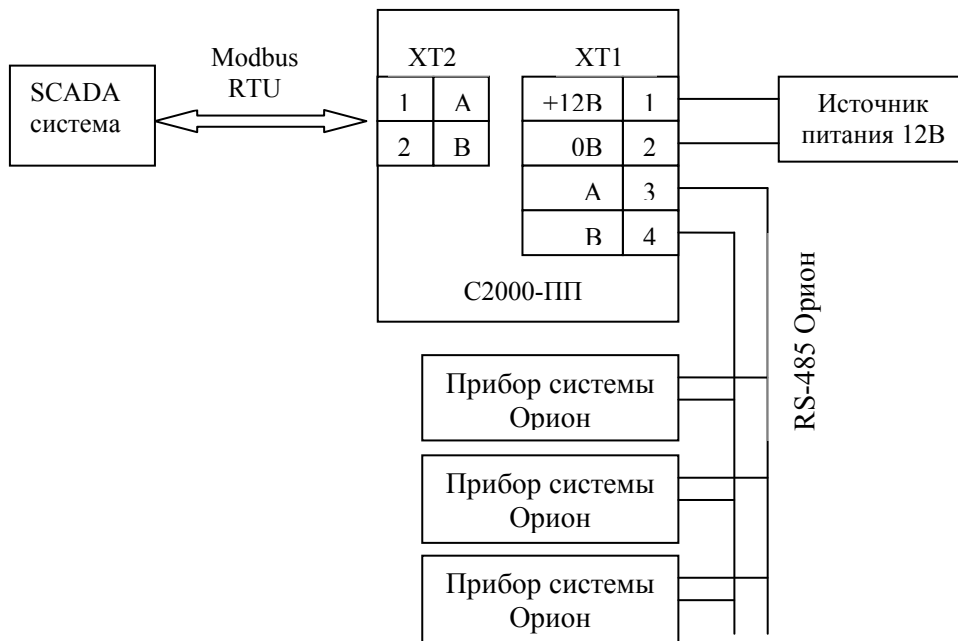 SCADA
система
Modbus
RTU
XT2
1 A
2 B
XT1
+12В 1
0В 2
A 3
B 4
С2000-ПП
Источник
питания 12В
RS-485 Орион
Прибор системы
Орион
Прибор системы
Орион
Прибор системы
Орион